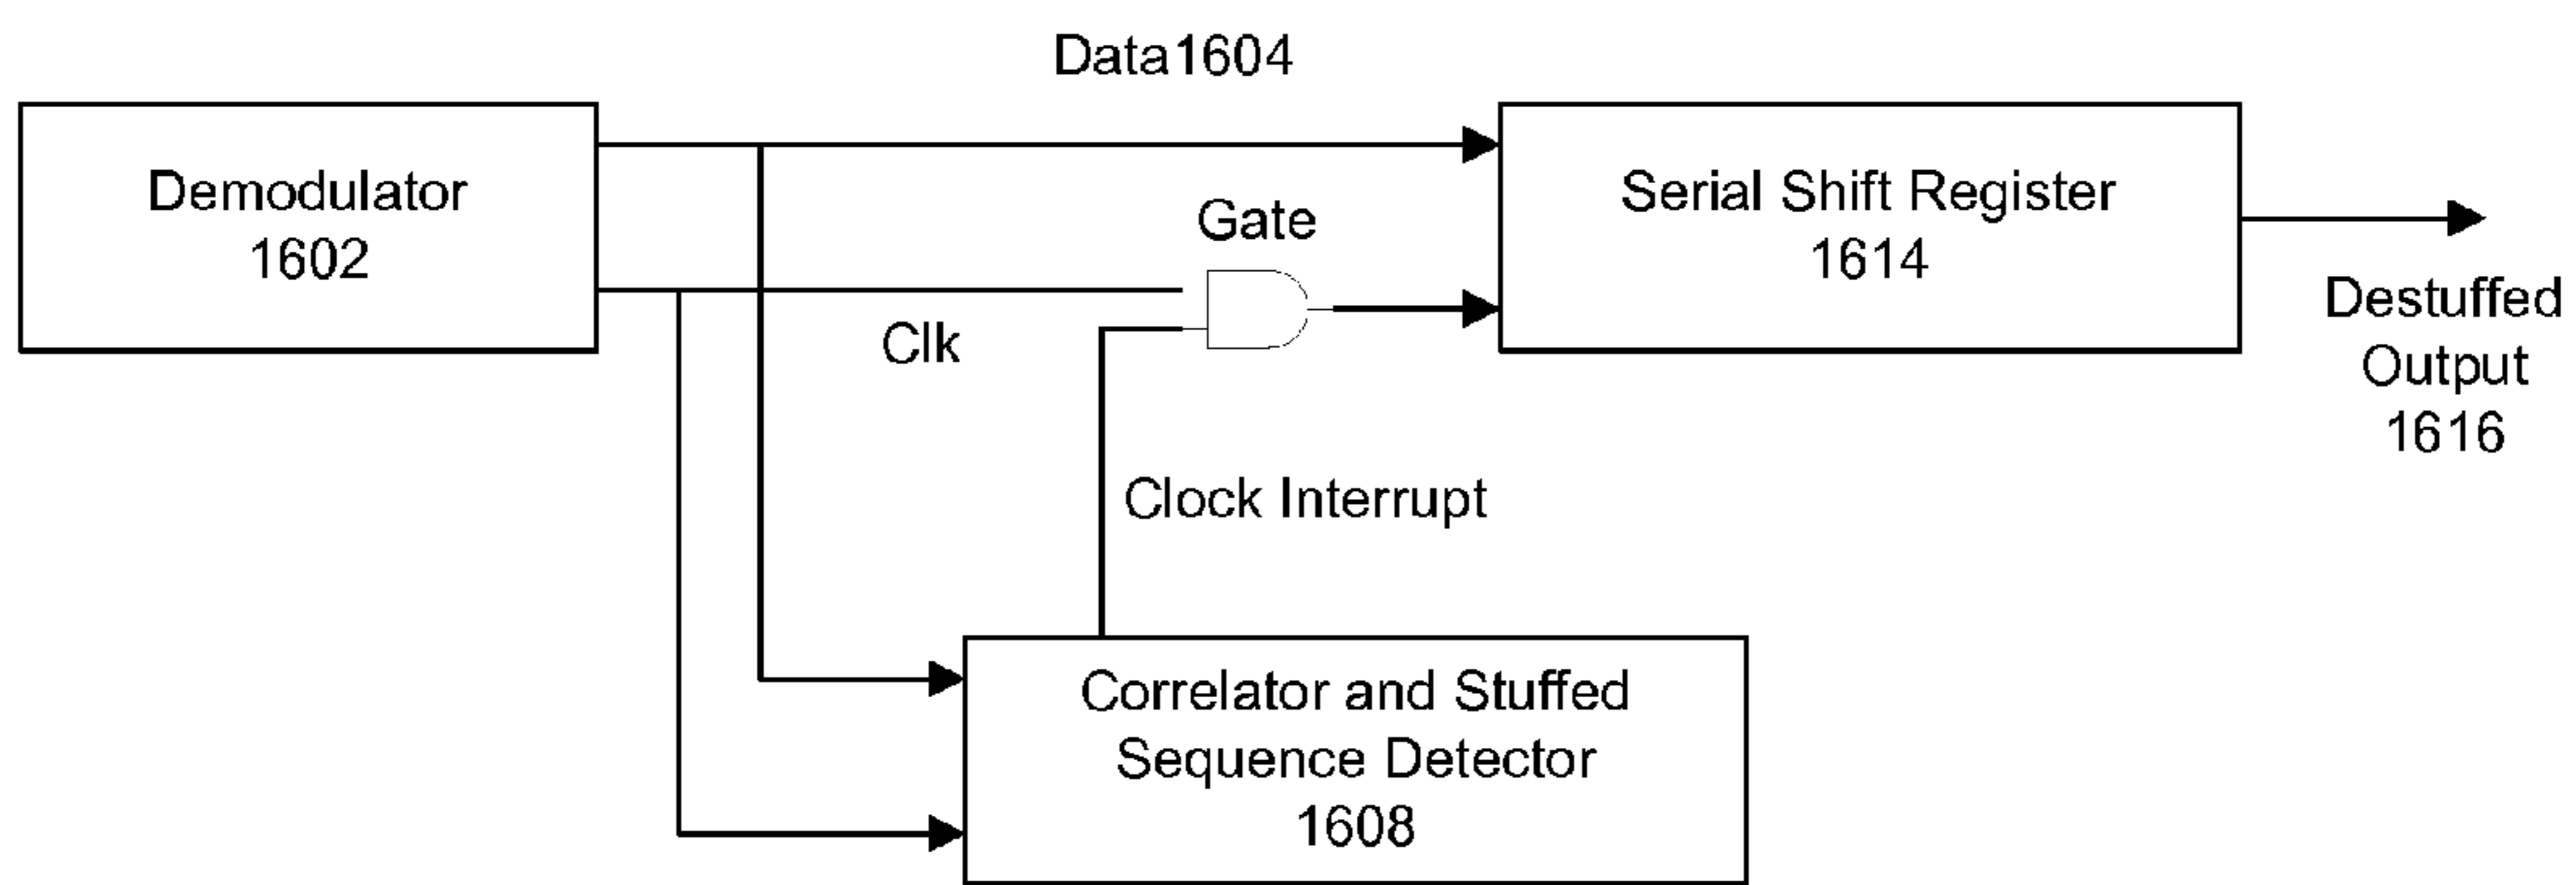 Data1604
Demodulator
1602
Gate
Serial Shift Register
1614
Clk
Destuffed
Output
1616
Clock Interrupt
Correlator and Stuffed
Sequence Detector
1608